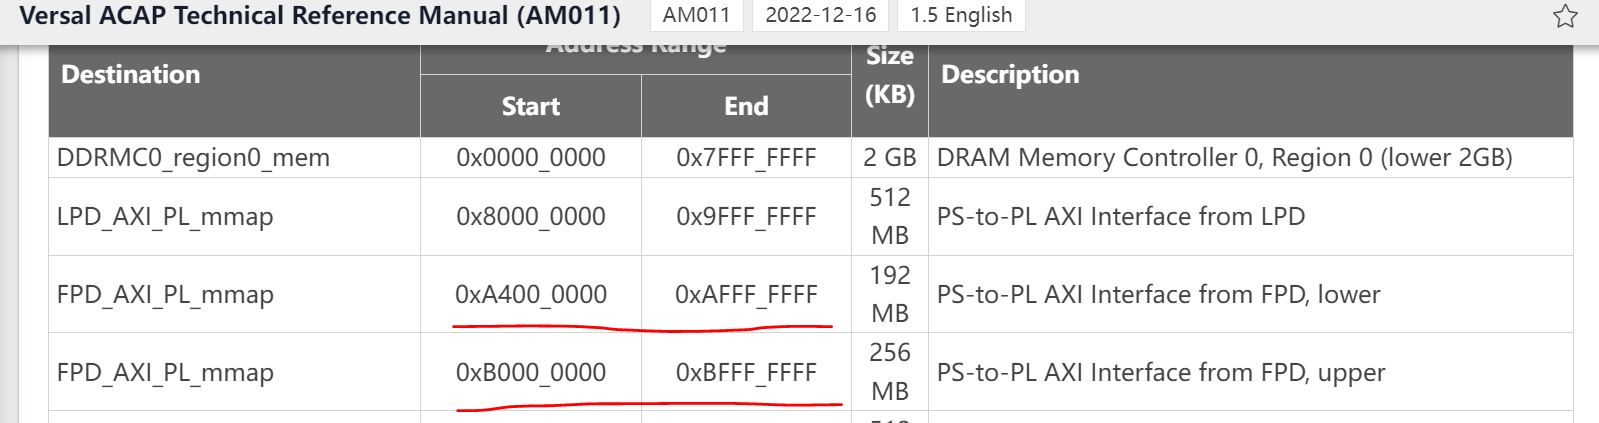 Versal ACAP Technical Reference Manual (AM011) AM011 2022-12-16 1.5 English
Destination Address Range Size (KB) Description
Start End
DDRMC0_region0_mem 0x0000_0000 0x7FFF_FFFF 2 GB DRAM Memory Controller 0, Region 0 (lower 2GB)
LPD_AXI_PL_mmap 0x8000_0000 0x9FFF_FFFF 512 MB PS-to-PL AXI Interface from LPD
FPD_AXI_PL_mmap 0xA400_0000 0xAFFF_FFFF 192 MB PS-to-PL AXI Interface from FPD, lower
FPD_AXI_PL_mmap 0xB000_0000 0xBFFF_FFFF 256 MB PS-to-PL AXI Interface from FPD, upper